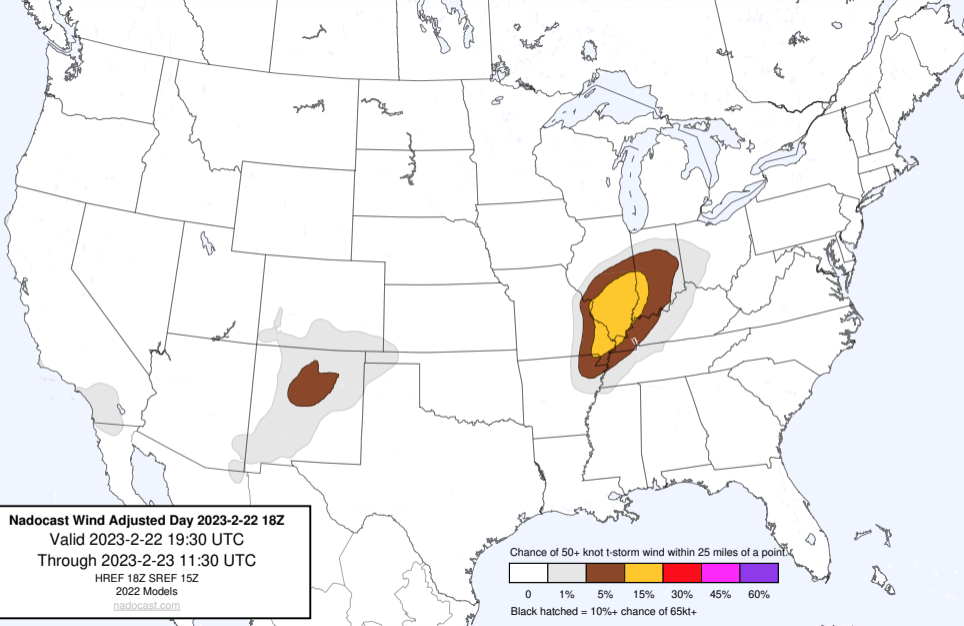 Nadocast Wind Adjusted Day 2023-2-22 18Z
Valid 2023-2-22 19:30 UTC
Through 2023-2-23 11:30 UTC
HREF 18Z SREF 15Z
2022 Models
nadocast.com
Chance of 50+ knot t-storm wind within 25 miles of a point.
0 1% 5% 15% 30% 45% 60%
Black hatched = 10%+ chance of 65kt+